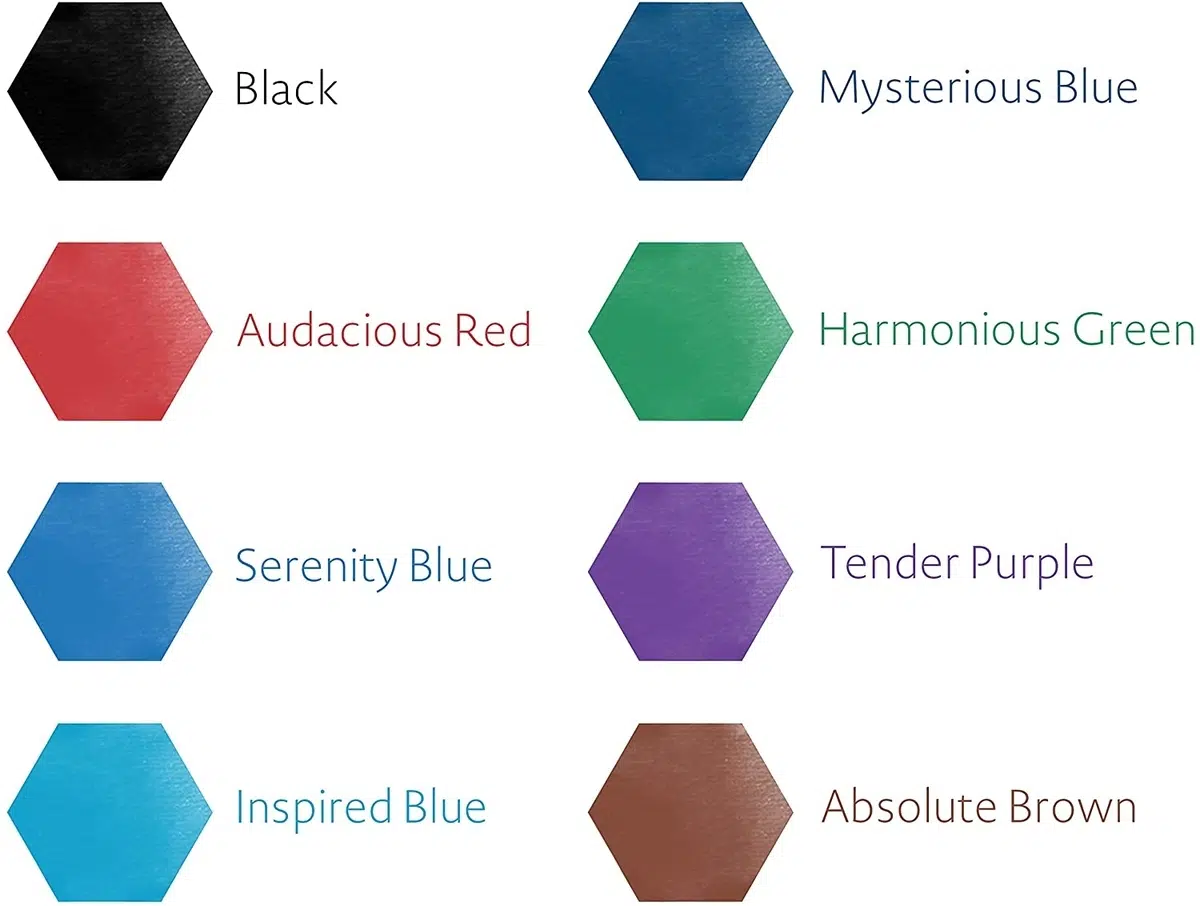 Black
Mysterious Blue
Audacious Red
Harmonious Green
Serenity Blue
Tender Purple
Inspired Blue
Absolute Brown